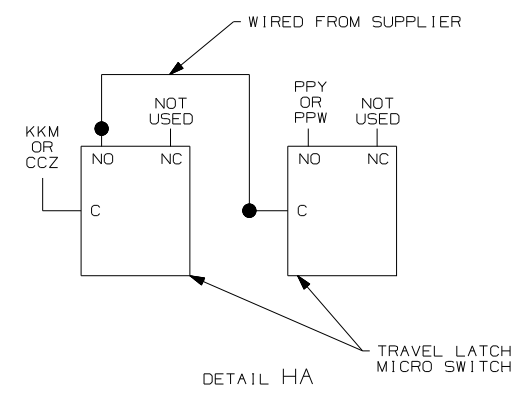 WIRED FROM SUPPLIER
PPY
OR
PPW
NOT
USED
NOT
USED
KKM
OR
CCZ
NO
NC
NO
NC
C
C
TRAVEL LATCH
MICRO SWITCH
DETAIL HA